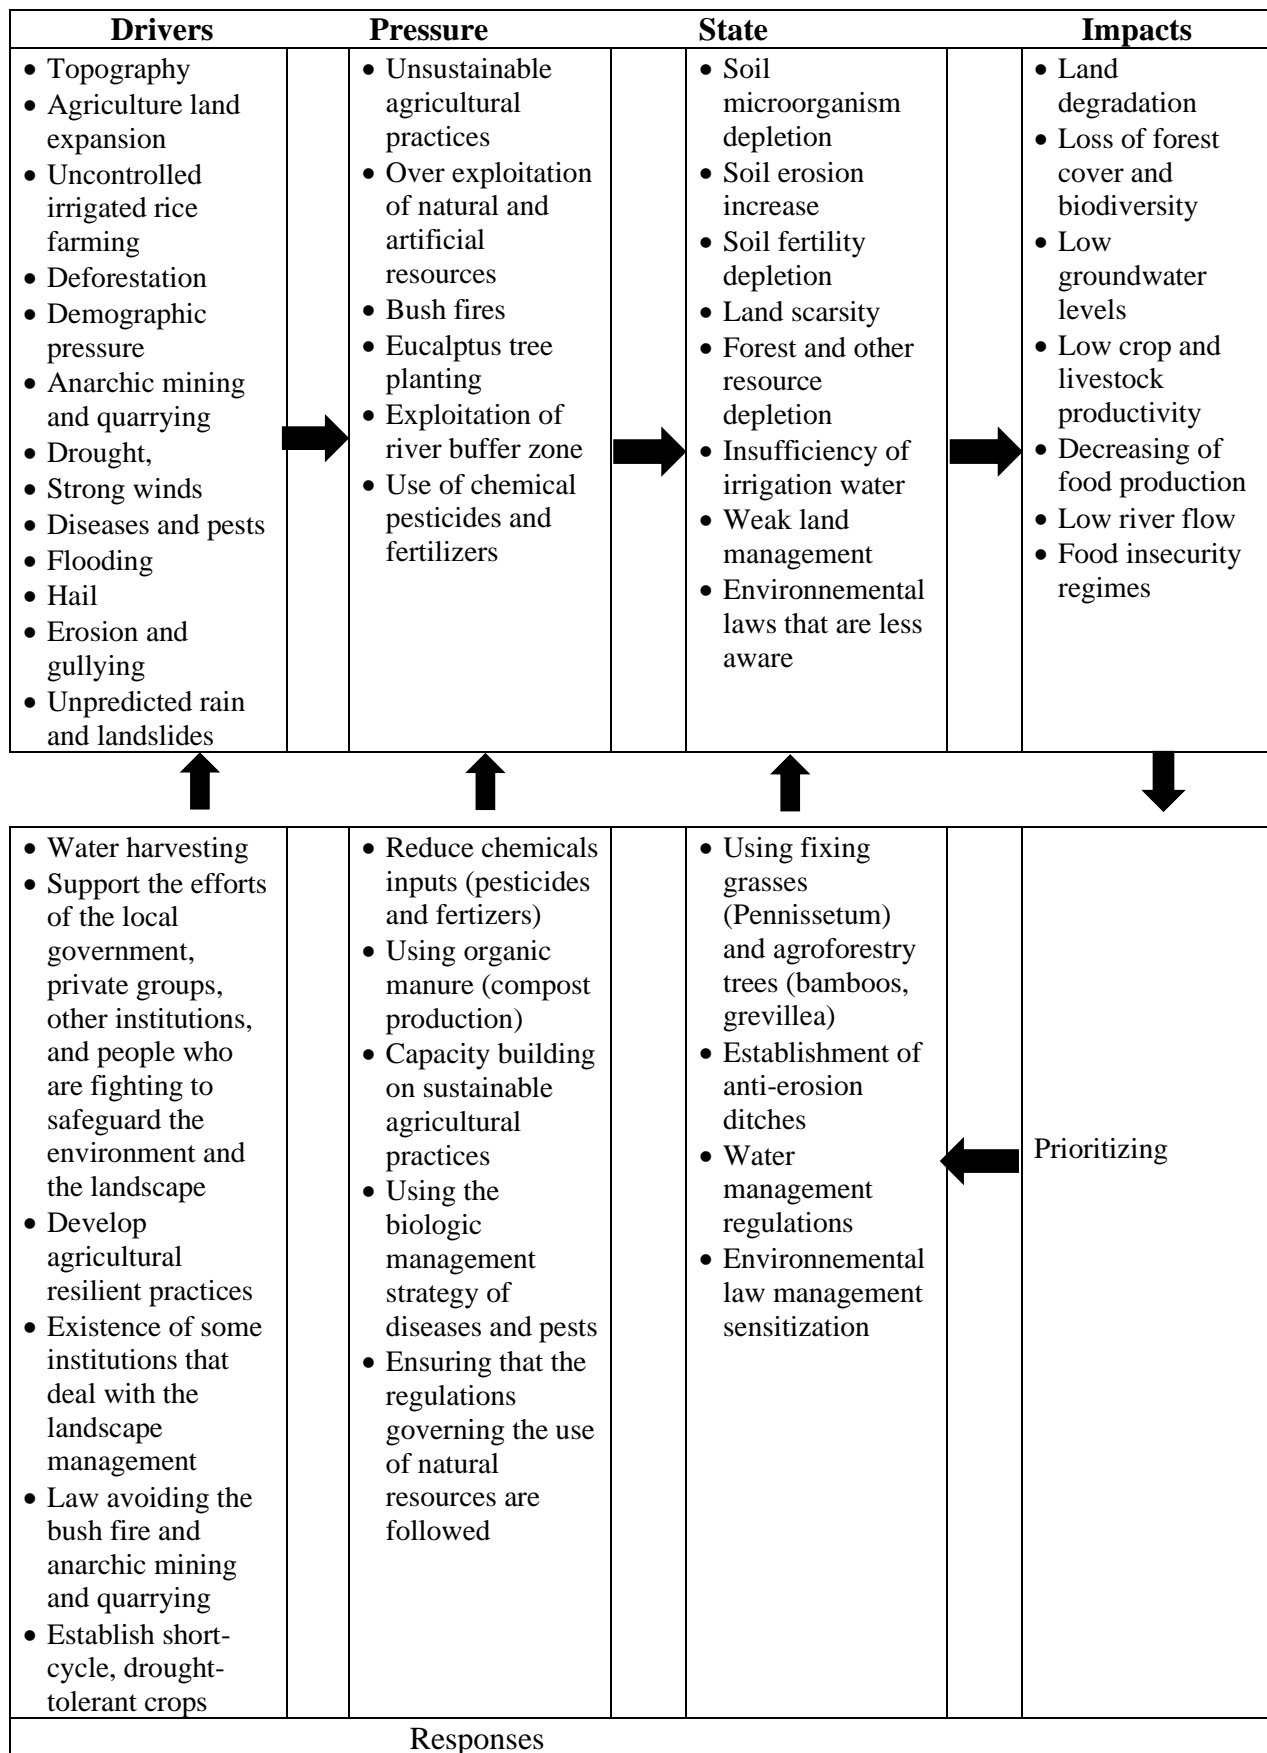 Drivers
Pressure
State
Impacts
• Topography
• Agriculture land
expansion
• Uncontrolled
irrigated rice
farming
• Deforestation
• Demographic
pressure
• Anarchic mining
and quarrying
• Drought,
• Strong winds
• Diseases and pests
• Flooding
• Hail
• Erosion and
gullying
• Unpredicted rain
and landslides
• Unsustainable
agricultural
practices
• Over exploitation
of natural and
artificial
resources
• Bush fires
• Eucalptus tree
planting
• Exploitation of
river buffer zone
• Use of chemical
pesticides and
fertilizers
• Soil
microorganism
depletion
• Soil erosion
increase
• Soil fertility
depletion
• Land scarsity
• Forest and other
resource
depletion
• Insufficiency of
irrigation water
• Weak land
management
• Environnemental
laws that are less
aware
• Land
degradation
• Loss of forest
cover and
biodiversity
• Low
groundwater
levels
• Low crop and
livestock
productivity
• Decreasing of
food production
• Low river flow
• Food insecurity
regimes
• Water harvesting
• Support the efforts
of the local
government,
private groups,
other institutions,
and people who
are fighting to
safeguard the
environment and
the landscape
• Develop
agricultural
resilient practices
• Existence of some
institutions that
deal with the
landscape
management
• Law avoiding the
bush fire and
anarchic mining
and quarrying
• Establish short-
cycle, drought-
tolerant crops
• Reduce chemicals
inputs (pesticides
and fertizers)
• Using organic
manure (compost
production)
• Capacity building
on sustainable
agricultural
practices
• Using the
biologic
management
strategy of
diseases and pests
• Ensuring that the
regulations
governing the use
of natural
resources are
followed
• Using fixing
grasses
(Pennissetum)
and agroforestry
trees (bamboos,
grevillea)
• Establishment of
anti-erosion
ditches
• Water
management
regulations
• Environnemental
law management
sensitization
Prioritizing
Responses